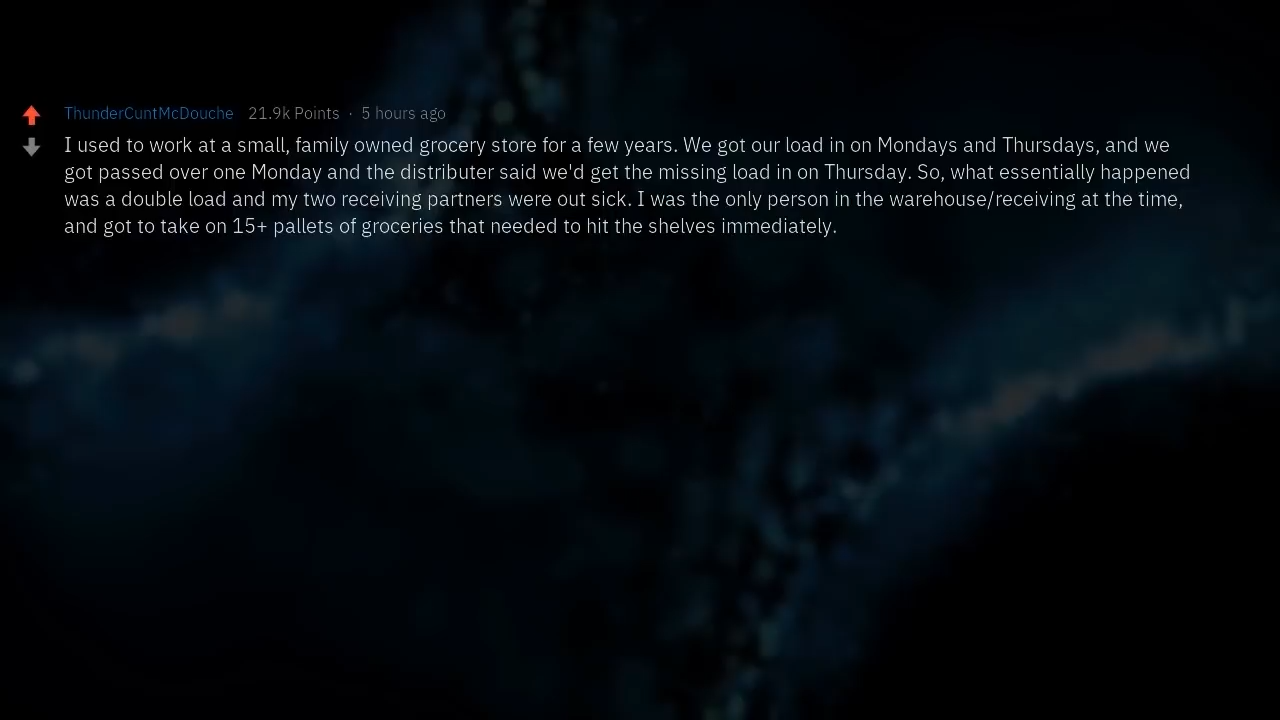 ThunderCuntMcDouche 21.9k Points · 5 hours ago
I used to work at a small, family owned grocery store for a few years. We got our load in on Mondays and Thursdays, and we
got passed over one Monday and the distributer said we'd get the missing load in on Thursday. So, what essentially happened
was a double load and my two receiving partners were out sick. I was the only person in the warehouse/receiving at the time,
and got to take on 15+ pallets of groceries that needed to hit the shelves immediately.